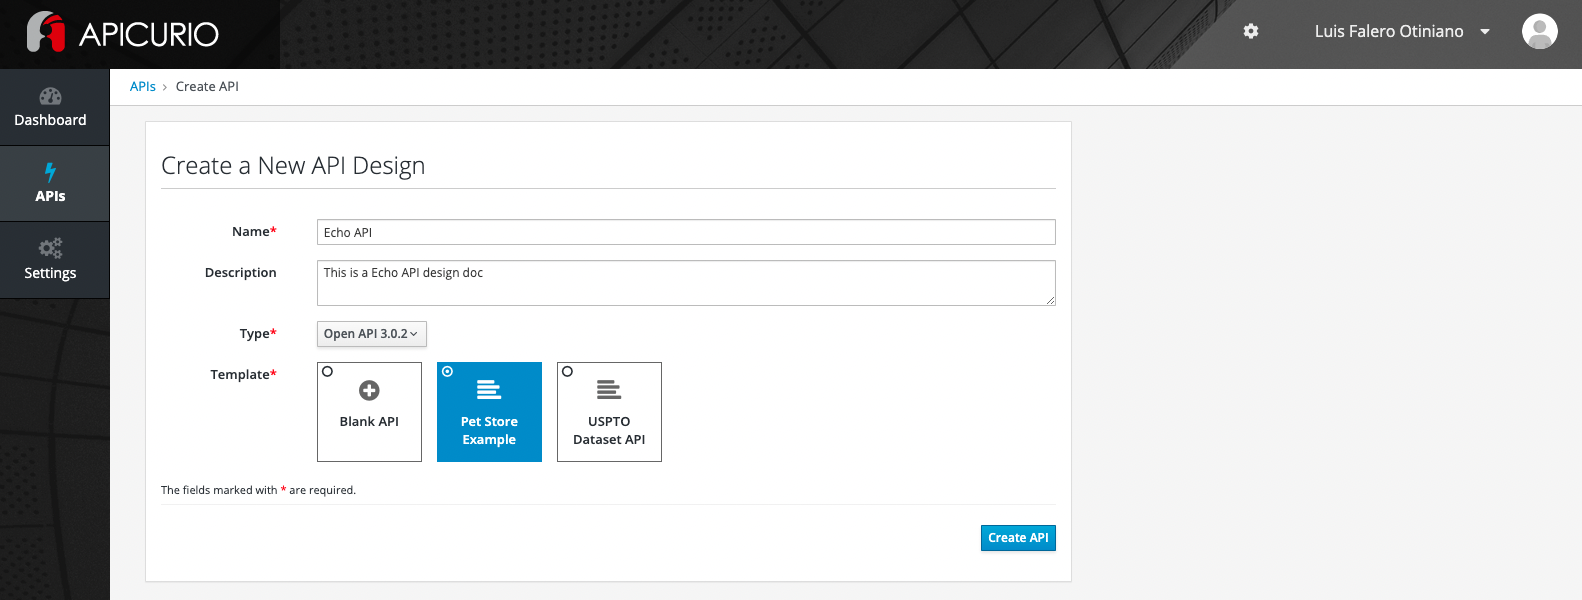 APICURIO
Luis Falero Otiniano
Dashboard
APIs
Settings
APIs > Create API
Create a New API Design
Name*
Echo API
Description
This is a Echo API design doc
Type*
Open API 3.0.2
Template*
Blank API
Pet Store
Example
USPTO
Dataset API
The fields marked with * are required.
Create API